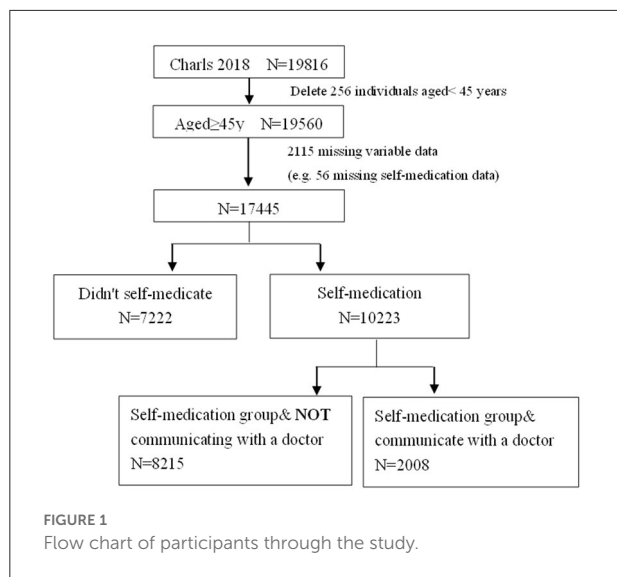 Charls 2018 N=19816
Delete 256 individuals aged< 45 years
Aged≥45y N=19560
2115 missing variable data
(e.g. 56 missing self-medication data)
N=17445
Didn't self-medicate
N=7222
Self-medication
N=10223
Self-medication group& NOT
communicating with a doctor
N=8215
Self-medication group&
communicate with a doctor
N=2008
FIGURE 1
Flow chart of participants through the study.